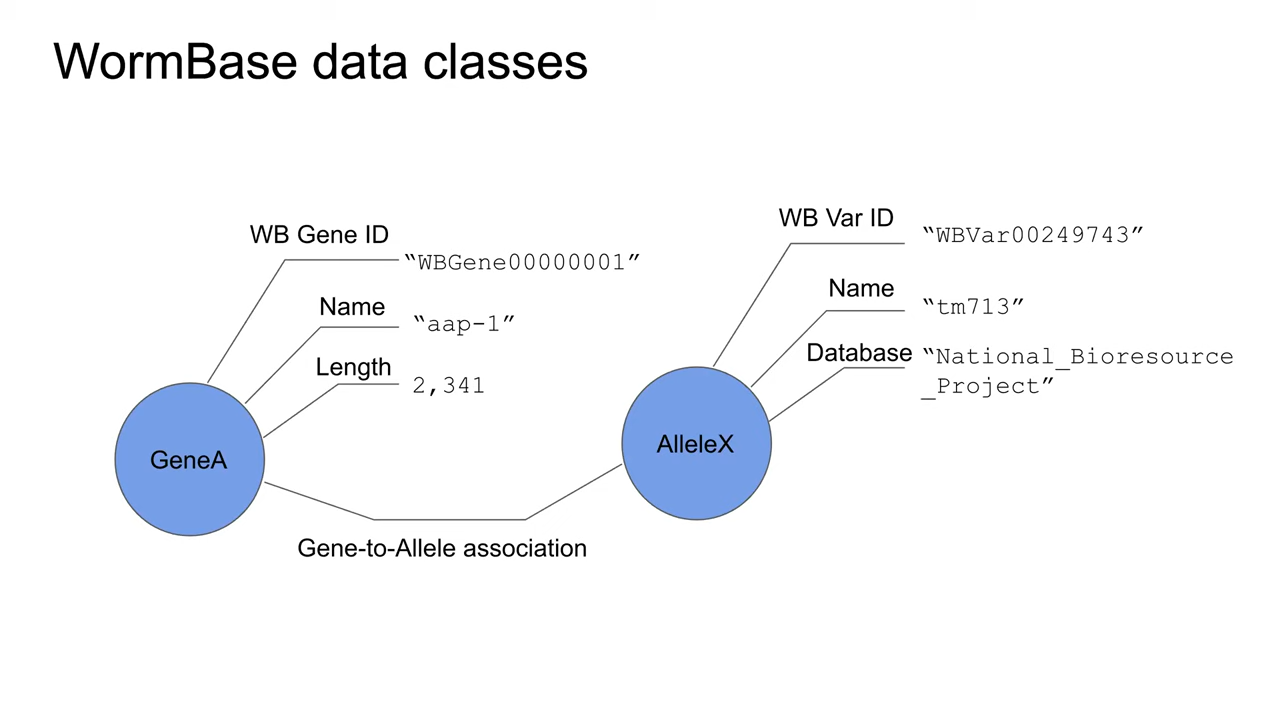 WormBase data classes
WB Gene ID
“WBGene00000001”
Name
“aap-1”
Length
2,341
GeneA
WB Var ID
“WBVar00249743”
Name
“tm713”
Database
“National_Bioresource
_Project”
AlleleX
Gene-to-Allele association